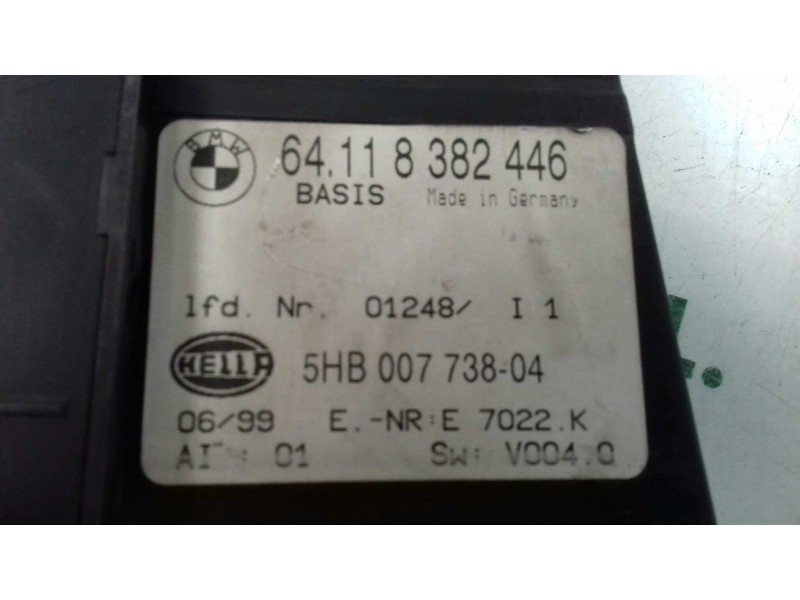 BMW
64.11 8 382 446
BASIS Made in Germany
lfd. Nr. 01248/ I 1
HELLA 5HB 007 738-04
06/99 E.-NR:E 7022.K
01 SW: V004.0